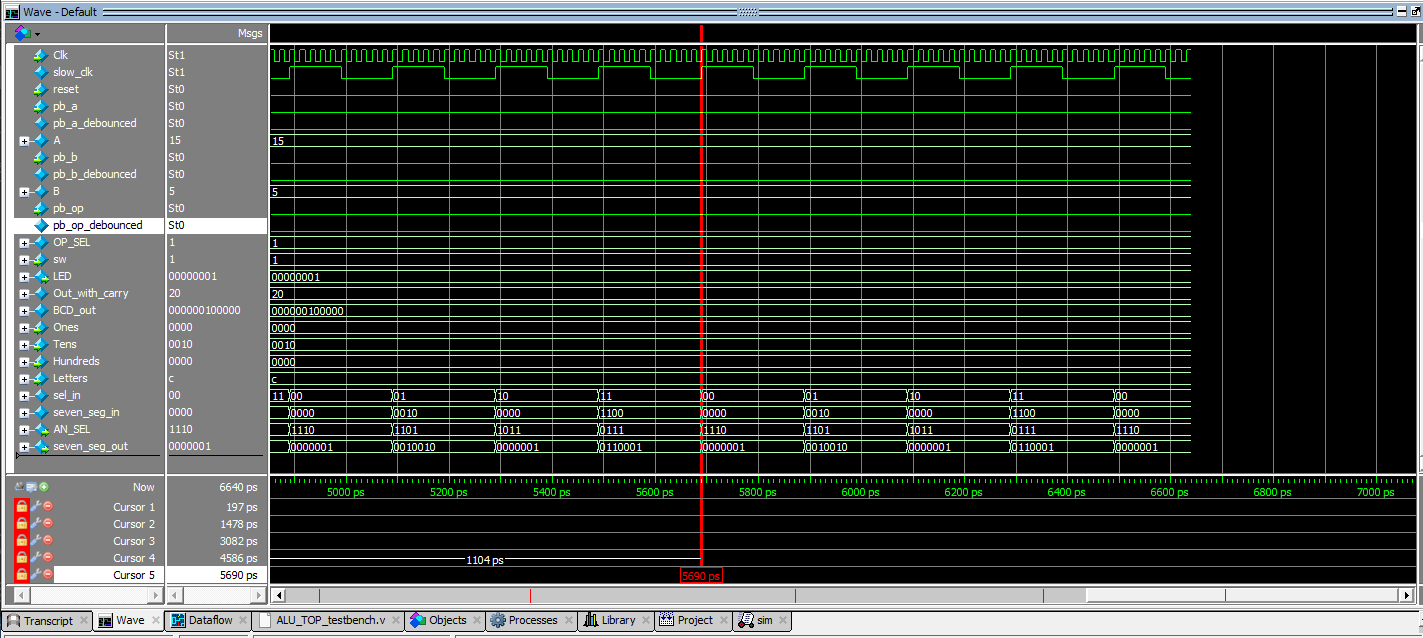 Wave - Default
Msgs
Clk St1
slow_clk St1
reset St0
pb_a St0
pb_a_debounced St0
A 15 15
pb_b St0
pb_b_debounced St0
B 5 5
pb_op St0
pb_op_debounced St0
OP_SEL 1 1
sw 1 1
LED 00000001 00000001
Out_with_carry 20 20
BCD_out 000000100000 000000100000
Ones 0000 0000
Tens 0010 0010
Hundreds 0000 0000
Letters c c
sel_in 00 11 00 01 10 11 00 01 10 11 00
seven_seg_in 0000 0000 0010 0000 1100 0000 0010 0000 1100 0000
AN_SEL 1110 1110 1101 1011 0111 1110 1101 1011 0111 1110
seven_seg_out 0000001 0000001 0010010 0000001 0110001 0000001 0010010 0000001 0110001 0000001
Now 6640 ps 5000 ps 5200 ps 5400 ps 5600 ps 5800 ps 6000 ps 6200 ps 6400 ps 6600 ps 6800 ps 7000 ps
Cursor 1 197 ps
Cursor 2 1478 ps
Cursor 3 3082 ps
Cursor 4 4586 ps 1104 ps
Cursor 5 5690 ps 5690 ps
Transcript Wave Dataflow ALU_TOP_testbench.v Objects Processes Library Project sim